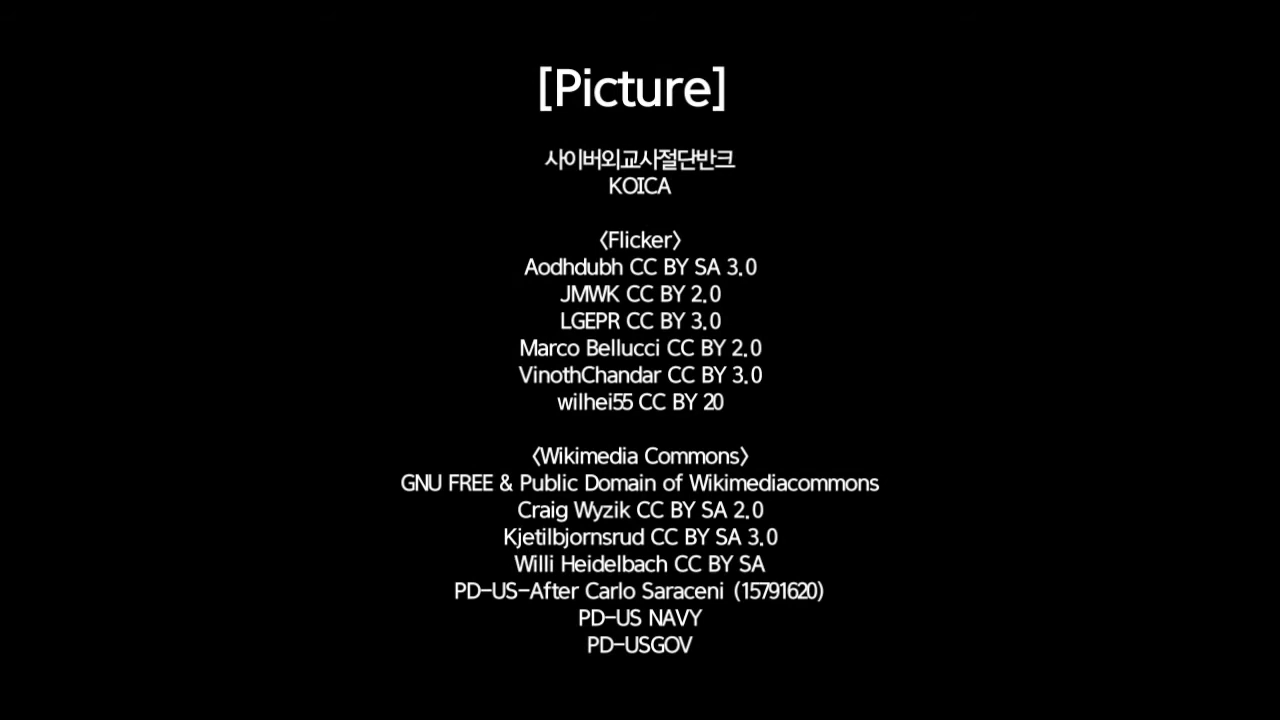 [Picture]
사이버외교사절단반크
KOICA
〈Flicker〉
Aodhdubh CC BY SA 3.0
JMWK CC BY 2.0
LGEPR CC BY 3.0
Marco Bellucci CC BY 2.0
VinothChandar CC BY 3.0
wilhei55 CC BY 20
〈Wikimedia Commons〉
GNU FREE & Public Domain of Wikimediacommons
Craig Wyzik CC BY SA 2.0
Kjetilbjornsrud CC BY SA 3.0
Willi Heidelbach CC BY SA
PD-US-After Carlo Saraceni (15791620)
PD-US NAVY
PD-USGOV